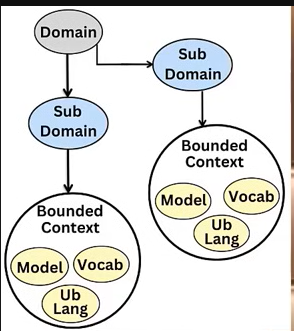 Domain
Sub
Domain
Sub
Domain
Bounded
Context
Model
Vocab
Ub
Lang
Bounded
Context
Model
Vocab
Ub
Lang